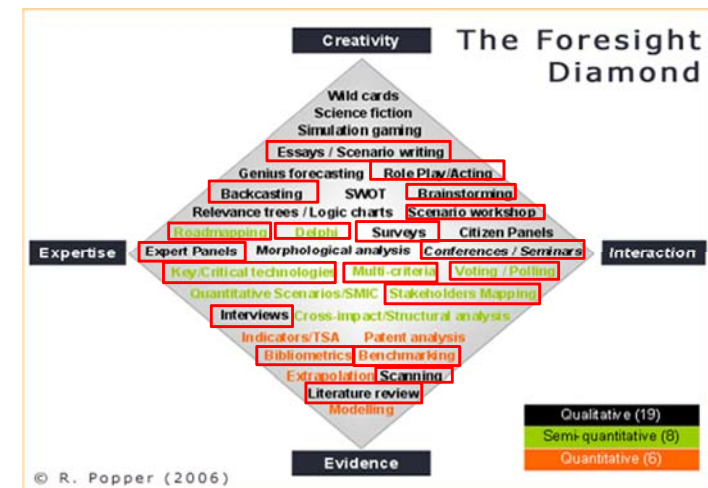 Creativity
The Foresight
Diamond
Wild cards
Science fiction
Simulation gaming
Essays / Scenario writing
Genius forecasting Role Play/Acting
Backcasting SWOT Brainstorming
Relevance trees / Logic charts Scenario workshop
Roadmapping Delphi Surveys Citizen Panels
Expertise Expert Panels Morphological analysis Conferences / Seminars Interaction
Key/Critical technologies Multi-criteria Voting / Polling
Quantitative Scenarios/SMIC Stakeholders Mapping
Interviews Cross-impact/Structural analysis
Indicators/TSA Patent analysis
Bibliometrics Benchmarking
Extrapolation Scanning
Literature review
Modelling
Qualitative (19)
Semi-quantitative (8)
Quantitative (6)
Evidence
© R. Popper (2006)